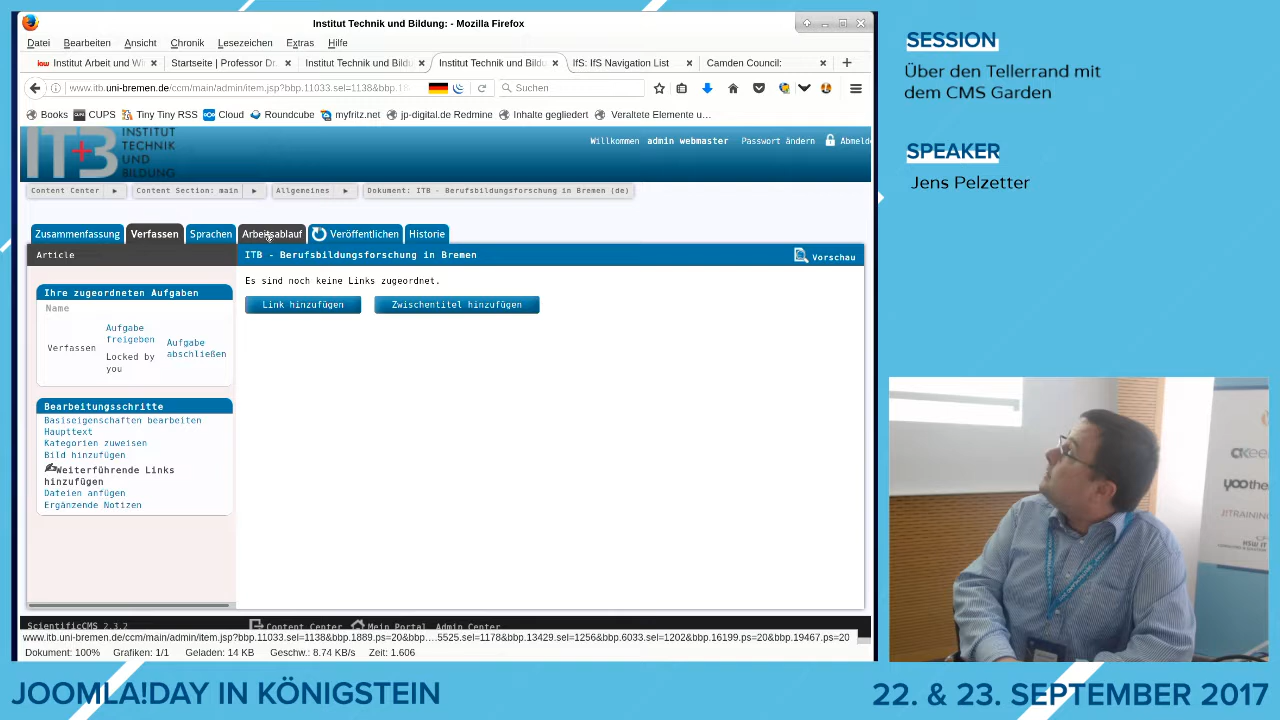 Institut Technik und Bildung: - Mozilla Firefox
Datei Bearbeiten Ansicht Chronik Lesezeichen Extras Hilfe
Institut Arbeit und Wi
Startseite | Professor Dr.
Institut Technik und Bild
Institut Technik und Bildu
IfS: IfS Navigation List
Camden Council:
www.itb.uni-bremen.de/ccm/main/admin/item.jsp?bbp.11033.sel=1138&bbp.18
Suchen
Books CUPS Tiny Tiny RSS Cloud Roundcube myfritz.net jp-digital.de Redmine Inhalte gegliedert Veraltete Elemente u...
ITB
INSTITUT
TECHNIK
UND
BILDUNG
Willkommen admin webmaster Passwort ändern Abmeld
Content Center Content Section: main Allgemeines Dokument: ITB - Berufsbildungsforschung in Bremen (de)
Zusammenfassung Verfassen Sprachen Arbeitsablauf Veröffentlichen Historie
Article
ITB - Berufsbildungsforschung in Bremen
Vorschau
Es sind noch keine Links zugeordnet.
Link hinzufügen Zwischentitel hinzufügen
Ihre zugeordneten Aufgaben
Name
Verfassen
Aufgabe
freigeben
Locked by
you
Aufgabe
abschließen
Bearbeitungsschritte
Basiseigenschaften bearbeiten
Haupttext
Kategorien zuweisen
Bild hinzufügen
Weiterführende Links
hinzufügen
Dateien anfügen
Ergänzende Notizen
ScientificCMS 2.3.2 Content Center Mein Portal Admin Center
www.itb.uni-bremen.de/ccm/main/admin/item.jsp?bbp.11033.sel=1138&bbp.1889.ps=20&bbp....5525.sel=1178&bbp.13429.sel=1256&bbp.6033.sel=1202&bbp.16199.ps=20&bbp.19467.ps=20
Dokument: 100% Grafiken: 1/1 Geladen: 14 KB Geschw.: 8.74 KB/s Zeit: 1.606
SESSION
Über den Tellerrand mit
dem CMS Garden
SPEAKER
Jens Pelzetter
JOOMLA!DAY IN KÖNIGSTEIN
22. & 23. SEPTEMBER 2017